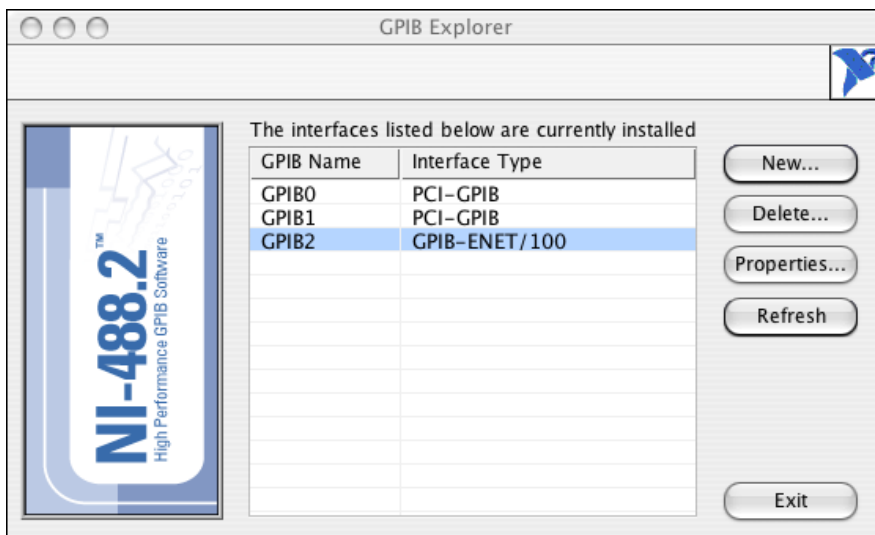 GPIB Explorer
The interfaces listed below are currently installed
GPIB Name Interface Type
GPIB0 PCI-GPIB
GPIB1 PCI-GPIB
GPIB2 GPIB-ENET/100
New...
Delete...
Properties...
Refresh
Exit
NI-488.2™
High Performance GPIB Software